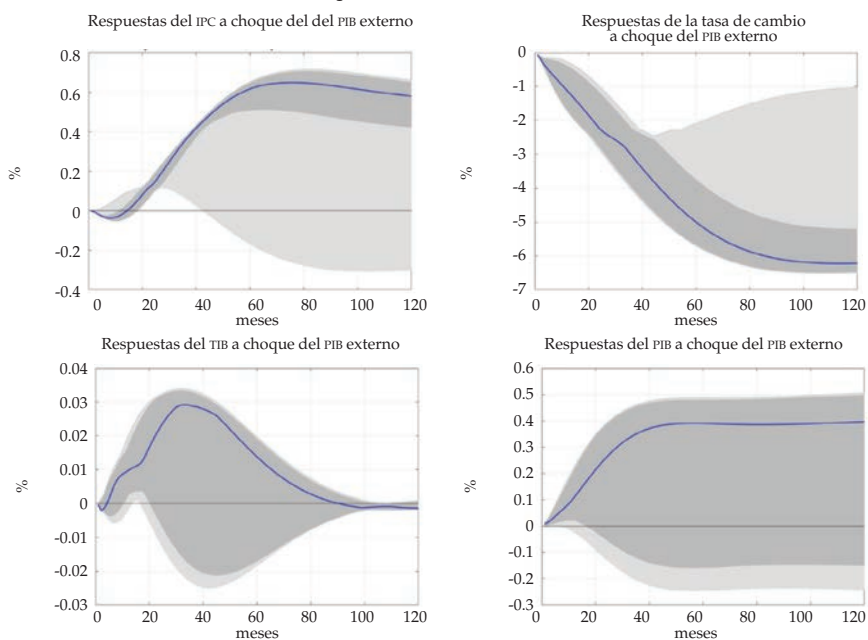 Respuestas del IPC a choque del del PIB externo
%
0.8
0.6
0.4
0.2
0
-0.2
-0.4
0 20 40 60 80 100 120
meses
Respuestas de la tasa de cambio
a choque del PIB externo
%
0
-1
-2
-3
-4
-5
-6
-7
0 20 40 60 80 100 120
meses
Respuestas del TIB a choque del PIB externo
%
0.04
0.03
0.02
0.01
0
-0.01
-0.02
-0.03
0 20 40 60 80 100 120
meses
Respuestas del PIB a choque del PIB externo
%
0.6
0.5
0.4
0.3
0.2
0.1
0
-0.1
-0.2
-0.3
0 20 40 60 80 100 120
meses